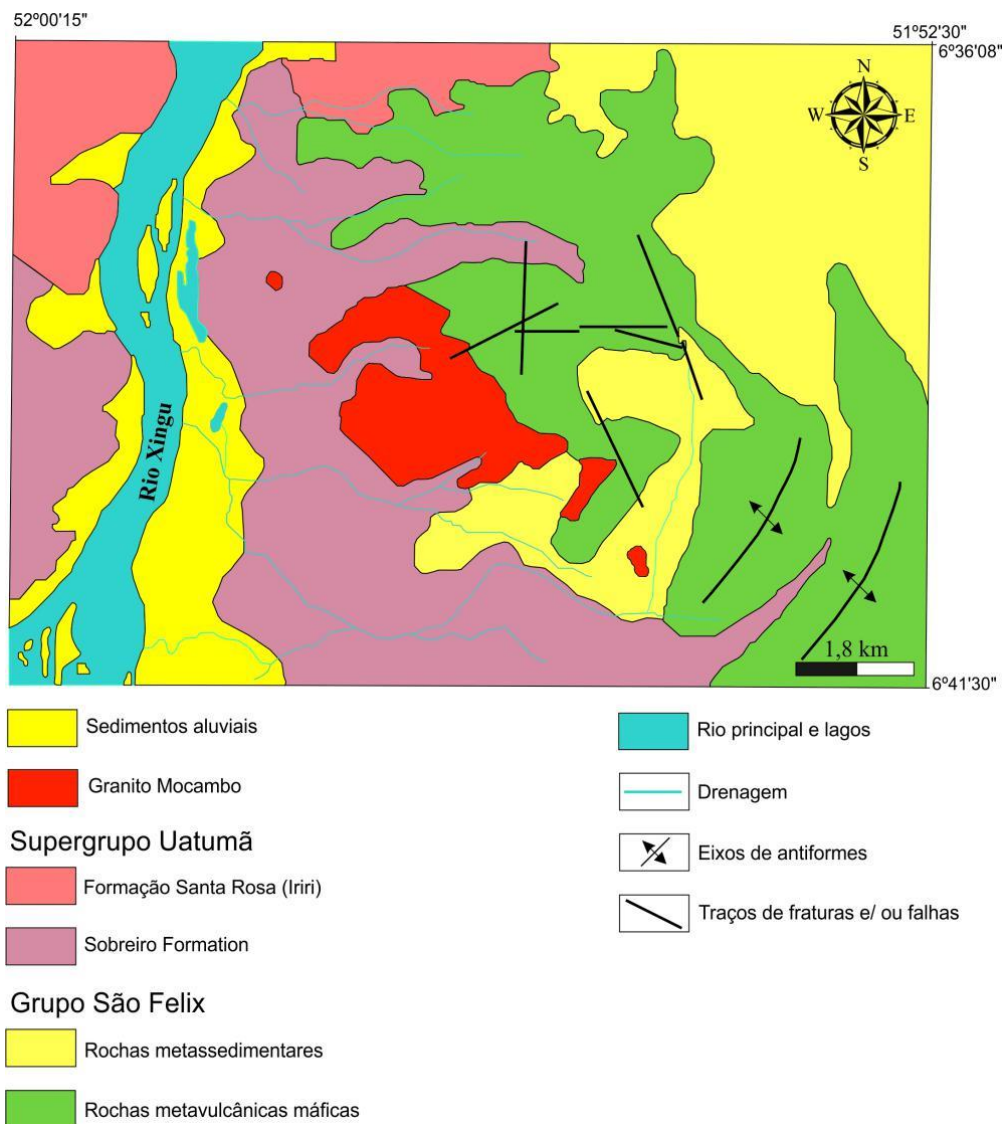 52º00'15"
51º52'30"
6º36'08"
N
W E
S
Rio Xingu
1,8 km
6º41'30"
Sedimentos aluviais
Granito Mocambo
Supergrupo Uatumã
Formação Santa Rosa (Iriri)
Sobreiro Formation
Grupo São Felix
Rochas metassedimentares
Rochas metavulcânicas máficas
Rio principal e lagos
Drenagem
Eixos de antiformes
Traços de fraturas e/ ou falhas